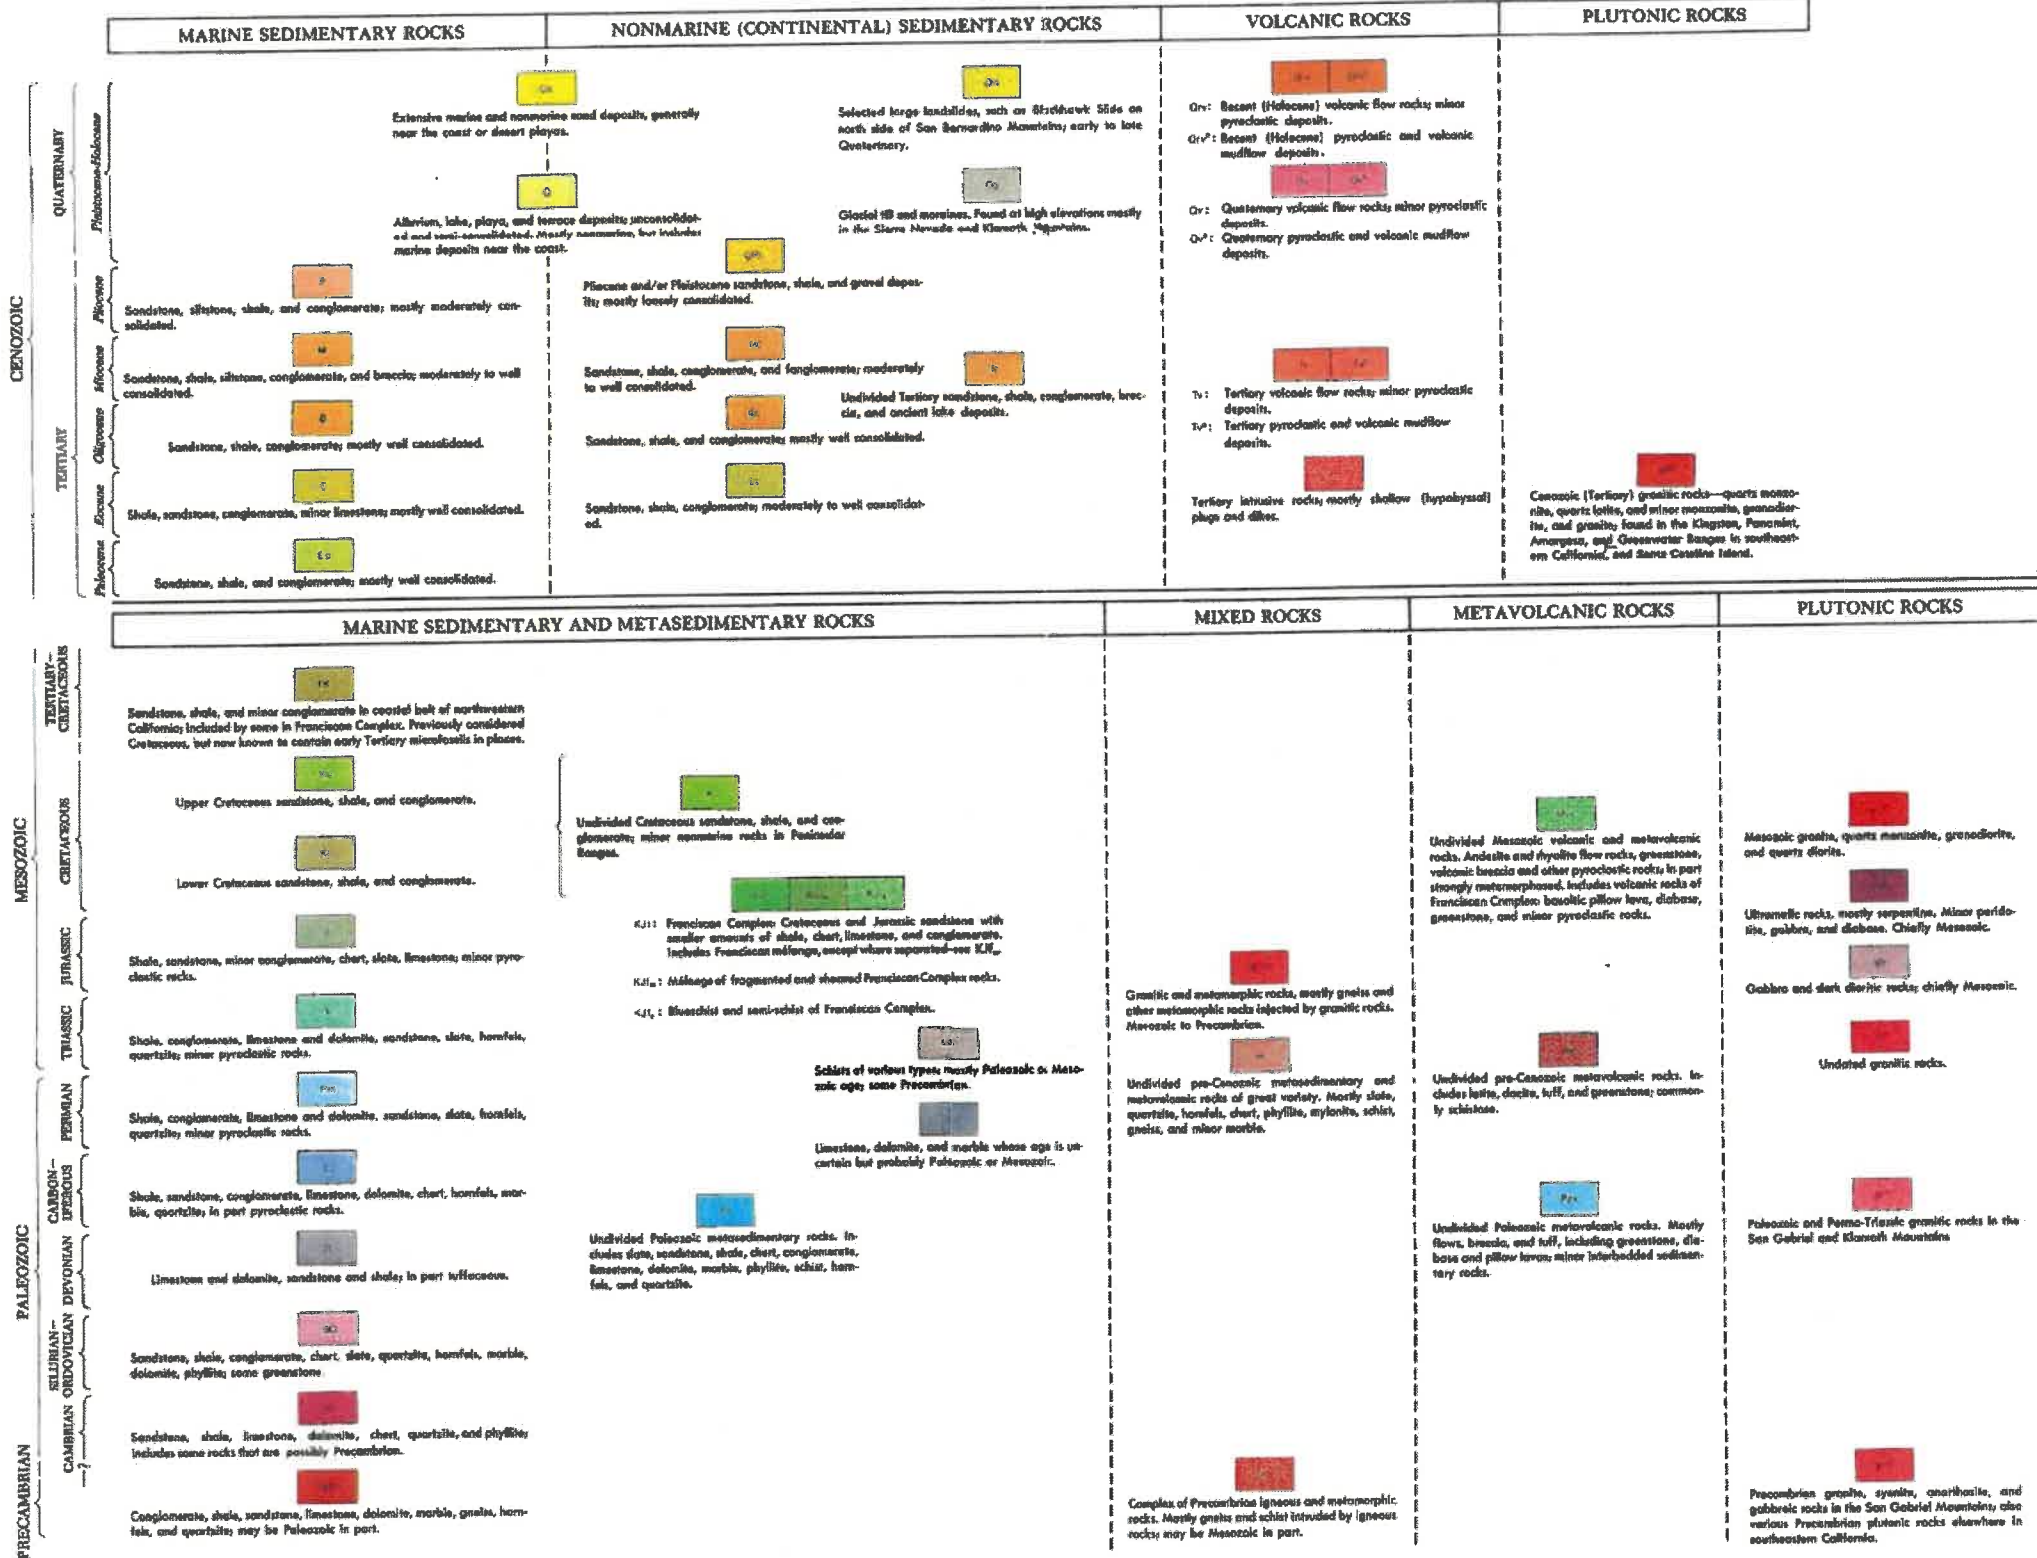 MARINE SEDIMENTARY ROCKS
NONMARINE (CONTINENTAL) SEDIMENTARY ROCKS
VOLCANIC ROCKS
PLUTONIC ROCKS
CENOZOIC
QUATERNARY
Pleistocene-Holocene
TERTIARY
Pliocene
Miocene
Oligocene
Eocene
Paleocene
Qs
Extensive marine and nonmarine sand deposits, generally
near the coast or desert playas.
Q
Alluvium, lake, playa, and terrace deposits; unconsolidat-
ed and semi-consolidated. Mostly nonmarine, but includes
marine deposits near the coast.
Selected large landslides, such as Blackhawk Slide on
north side of San Bernardino Mountains; early to late
Quaternary.
Glacial till and moraines. Found at high elevations mostly
in the Sierra Nevada and Klamath Mountains.
Qrv: Recent (Holocene) volcanic flow rocks; minor
pyroclastic deposits.
Qrvᵖ: Recent (Holocene) pyroclastic and volcanic
mudflow deposits.
Qv: Quaternary volcanic flow rocks; minor pyroclastic
deposits.
Qvᵖ: Quaternary pyroclastic and volcanic mudflow
deposits.
P
Sandstone, siltstone, shale, and conglomerate; mostly moderately con-
solidated.
Pliocene and/or Pleistocene sandstone, shale, and gravel depos-
its; mostly loosely consolidated.
M
Sandstone, shale, siltstone, conglomerate, and breccia; moderately to well
consolidated.
Sandstone, shale, conglomerate, and fanglomerate; moderately
to well consolidated.
Undivided Tertiary sandstone, shale, conglomerate, brec-
cia, and ancient lake deposits.
Tv: Tertiary volcanic flow rocks; minor pyroclastic
deposits.
Tvᵖ: Tertiary pyroclastic and volcanic mudflow
deposits.
Sandstone, shale, conglomerate; mostly well consolidated.
Sandstone, shale, and conglomerate; mostly well consolidated.
Shale, sandstone, conglomerate, minor limestone; mostly well consolidated.
Sandstone, shale, conglomerate; moderately to well consolidat-
ed.
Tertiary intrusive rocks; mostly shallow (hypabyssal)
plugs and dikes.
Cenozoic (Tertiary) granitic rocks—quartz monzo-
nite, quartz latite, and minor monzonite, granodior-
ite, and granite; found in the Kingston, Panamint,
Amargosa, and Greenwater Ranges in southeast-
ern California, and Santa Catalina Island.
Ep
Sandstone, shale, and conglomerate; mostly well consolidated.
MARINE SEDIMENTARY AND METASEDIMENTARY ROCKS
MIXED ROCKS
METAVOLCANIC ROCKS
PLUTONIC ROCKS
MESOZOIC
TERTIARY–
CRETACEOUS
CRETACEOUS
JURASSIC
TRIASSIC
PALEOZOIC
PERMIAN
CARBON–
IFEROUS
DEVONIAN
SILURIAN–
ORDOVICIAN
CAMBRIAN
?
PRECAMBRIAN
TK
Sandstone, shale, and minor conglomerate in coastal belt of northwestern
California; included by some in Franciscan Complex. Previously considered
Cretaceous, but now known to contain early Tertiary microfossils in places.
Ku
Upper Cretaceous sandstone, shale, and conglomerate.
Kl
Lower Cretaceous sandstone, shale, and conglomerate.
Undivided Cretaceous sandstone, shale, and con-
glomerate; minor nonmarine rocks in Peninsular
Ranges.
KJf: Franciscan Complex: Cretaceous and Jurassic sandstone with
smaller amounts of shale, chert, limestone, and conglomerate.
Includes Franciscan mélange, except where separated—see KJfₘ.
KJfₘ: Mélange of fragmented and sheared Franciscan Complex rocks.
KJfₛ: Blueschist and semi-schist of Franciscan Complex.
Shale, sandstone, minor conglomerate, chert, slate, limestone; minor pyro-
clastic rocks.
Shale, conglomerate, limestone and dolomite, sandstone, slate, hornfels,
quartzite; minor pyroclastic rocks.
Schists of various types; mostly Paleozoic or Meso-
zoic age; some Precambrian.
Shale, conglomerate, limestone and dolomite, sandstone, slate, hornfels,
quartzite; minor pyroclastic rocks.
Limestone, dolomite, and marble whose age is un-
certain but probably Paleozoic or Mesozoic.
Shale, sandstone, conglomerate, limestone, dolomite, chert, hornfels, mar-
ble, quartzite; in part pyroclastic rocks.
Undivided Paleozoic metasedimentary rocks. In-
cludes slate, sandstone, shale, chert, conglomerate,
limestone, dolomite, marble, phyllite, schist, horn-
fels, and quartzite.
Limestone and dolomite, sandstone and shale; in part tuffaceous.
SO
Sandstone, shale, conglomerate, chert, slate, quartzite, hornfels, marble,
dolomite, phyllite; some greenstone.
Sandstone, shale, limestone, dolomite, chert, quartzite, and phyllite;
includes some rocks that are possibly Precambrian.
Conglomerate, shale, sandstone, limestone, dolomite, marble, gneiss, horn-
fels, and quartzite; may be Paleozoic in part.
Granitic and metamorphic rocks, mostly gneiss and
other metamorphic rocks injected by granitic rocks.
Mesozoic to Precambrian.
Undivided pre-Cenozoic metasedimentary and
metavolcanic rocks of great variety. Mostly slate,
quartzite, hornfels, chert, phyllite, mylonite, schist,
gneiss, and minor marble.
Complex of Precambrian igneous and metamorphic
rocks. Mostly gneiss and schist intruded by igneous
rocks; may be Mesozoic in part.
Undivided Mesozoic volcanic and metavolcanic
rocks. Andesite and rhyolite flow rocks, greenstone,
volcanic breccia and other pyroclastic rocks; in part
strongly metamorphosed. Includes volcanic rocks of
Franciscan Complex: basaltic pillow lava, diabase,
greenstone, and minor pyroclastic rocks.
Undivided pre-Cenozoic metavolcanic rocks. In-
cludes latite, dacite, tuff, and greenstone; common-
ly schistose.
Pzv
Undivided Paleozoic metavolcanic rocks. Mostly
flows, breccia, and tuff, including greenstone, dia-
base and pillow lavas; minor interbedded sedimen-
tary rocks.
Mesozoic granite, quartz monzonite, granodiorite,
and quartz diorite.
Ultramafic rocks, mostly serpentine. Minor perido-
tite, gabbro, and diabase. Chiefly Mesozoic.
Gabbro and dark dioritic rocks; chiefly Mesozoic.
Undated granitic rocks.
Paleozoic and Permo-Triassic granitic rocks in the
San Gabriel and Klamath Mountains
Precambrian granite, syenite, anorthosite, and
gabbroic rocks in the San Gabriel Mountains; also
various Precambrian plutonic rocks elsewhere in
southeastern California.